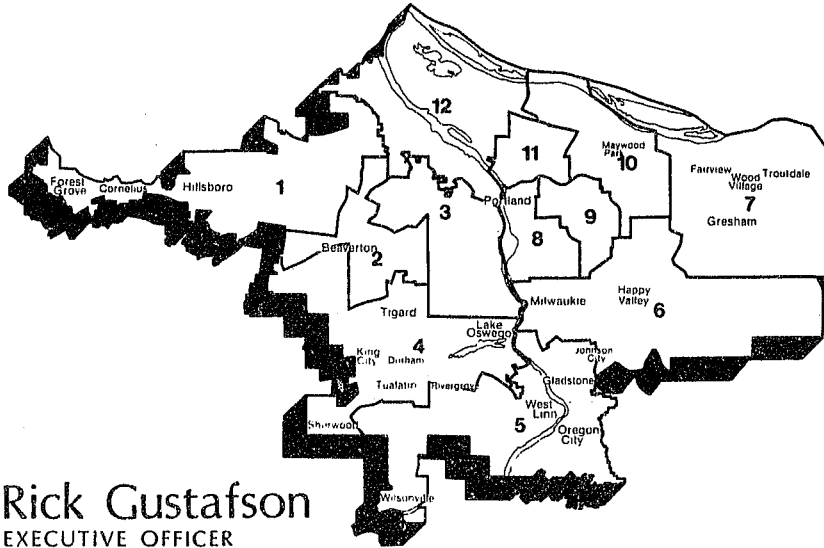 12
11
Maywood
Park
10
Forest
Grove
Cornelius
Hillsboro
1
Fairview
Wood
Village
Troutdale
7
Gresham
3
Portland
9
8
Beaverton
2
Happy
Valley
Milwaukie
6
Tigard
Lake
Oswego
4
King
City
Durham
Johnson
City
Gladstone
Tualatin
Rivergrove
West
Linn
5
Sherwood
Oregon
City
Wilsonville
Rick Gustafson
EXECUTIVE OFFICER